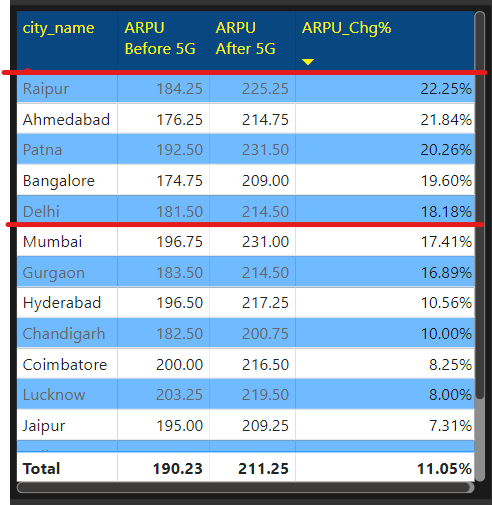 city_name ARPU Before 5G ARPU After 5G ARPU_Chg%
Raipur 184.25 225.25 22.25%
Ahmedabad 176.25 214.75 21.84%
Patna 192.50 231.50 20.26%
Bangalore 174.75 209.00 19.60%
Delhi 181.50 214.50 18.18%
Mumbai 196.75 231.00 17.41%
Gurgaon 183.50 214.50 16.89%
Hyderabad 196.50 217.25 10.56%
Chandigarh 182.50 200.75 10.00%
Coimbatore 200.00 216.50 8.25%
Lucknow 203.25 219.50 8.00%
Jaipur 195.00 209.25 7.31%
Total 190.23 211.25 11.05%